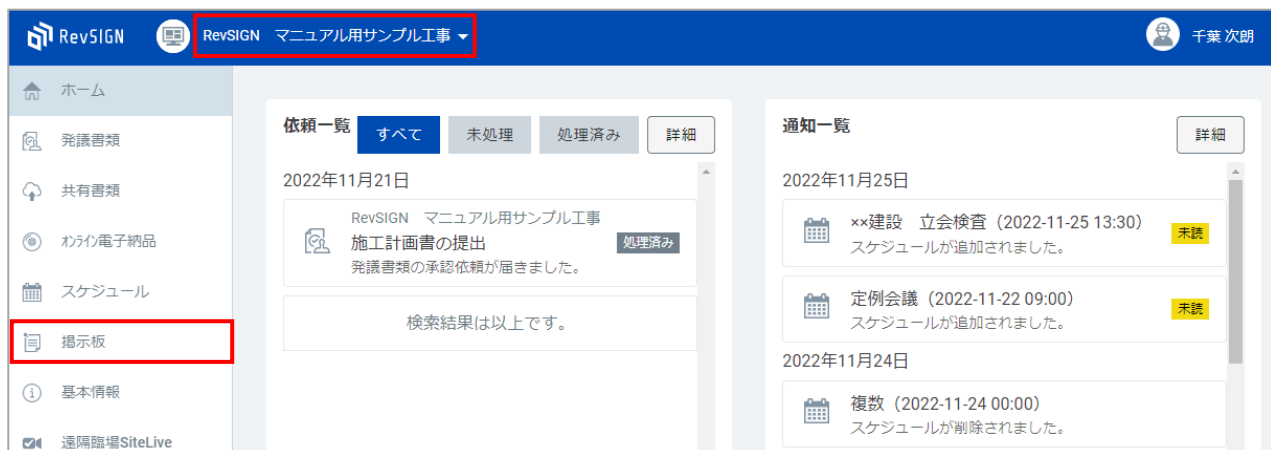 RevSIGN
RevSIGN マニュアル用サンプル工事
千葉 次朗
ホーム
発議書類
共有書類
オンライン電子納品
スケジュール
掲示板
基本情報
遠隔臨場SiteLive
依頼一覧
すべて
未処理
処理済み
詳細
2022年11月21日
RevSIGN マニュアル用サンプル工事
施工計画書の提出
処理済み
発議書類の承認依頼が届きました。
検索結果は以上です。
通知一覧
詳細
2022年11月25日
××建設 立会検査（2022-11-25 13:30）
スケジュールが追加されました。
未読
定例会議（2022-11-22 09:00）
スケジュールが追加されました。
未読
2022年11月24日
複数（2022-11-24 00:00）
スケジュールが削除されました。